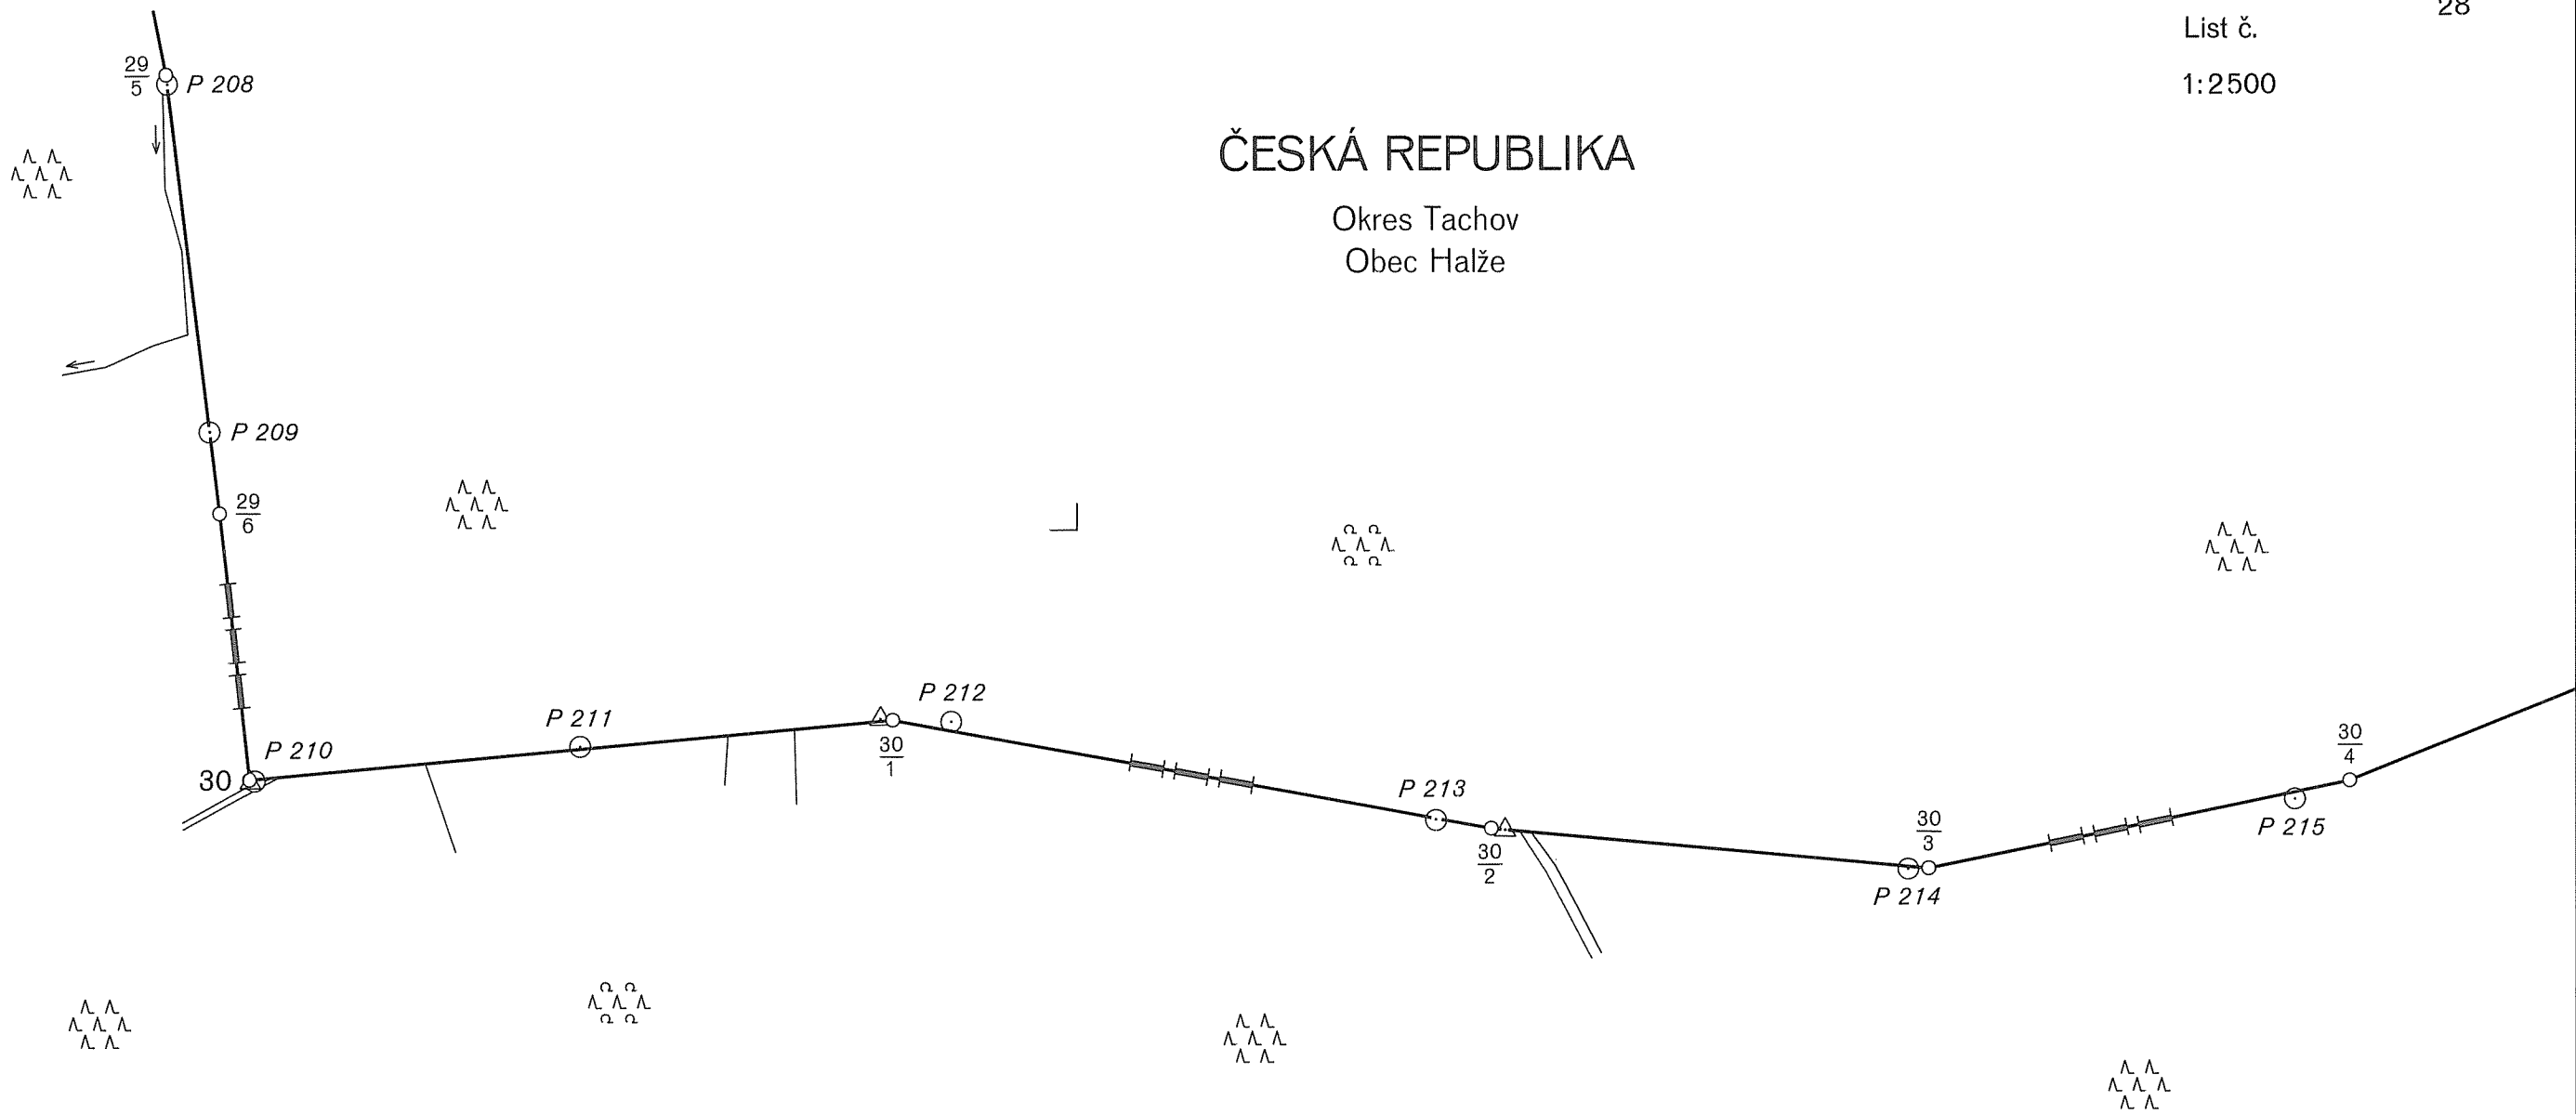 28
List č.
1:2500
29
5
P 208
ČESKÁ REPUBLIKA
Okres Tachov
Obec Halže
P 209
29
6
P 212
P 211
30
1
P 210
30
30
4
P 213
30
3
P 215
30
2
P 214